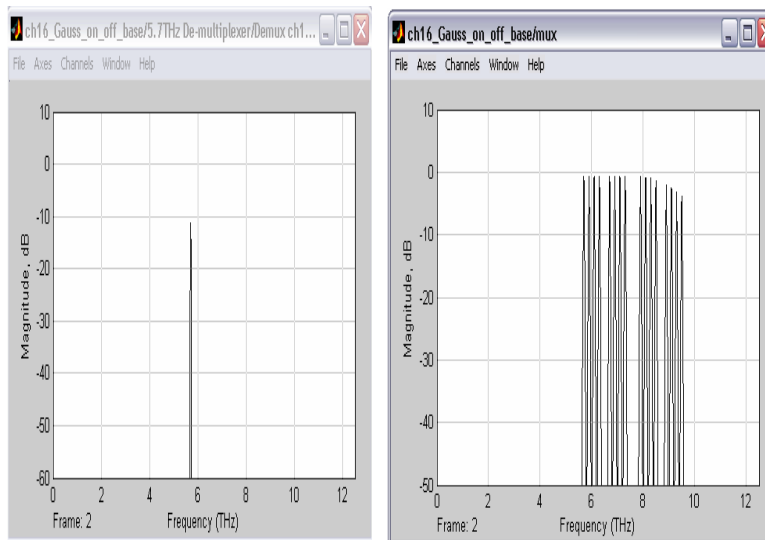 ch16_Gauss_on_off_base/5.7THz De-multiplexer/Demux ch1...
File Axes Channels Window Help
10
0
-10
-20
-30
-40
-50
-60
Magnitude, dB
0 2 4 6 8 10 12
Frame: 2 Frequency (THz)
ch16_Gauss_on_off_base/mux
File Axes Channels Window Help
10
0
-10
-20
-30
-40
-50
Magnitude, dB
0 2 4 6 8 10 12
Frame: 2 Frequency (THz)